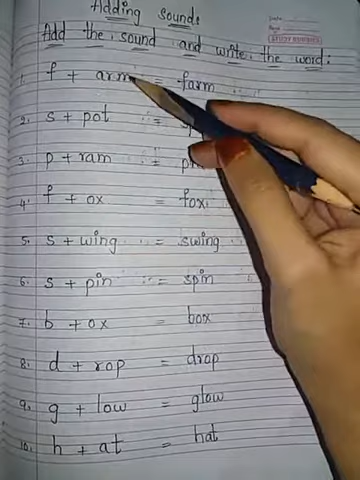 Adding Sounds
Add the sound and write the word:
1. f + arm = farm
2. s + pot = sp
3. p + ram = p
4. f + ox = fox
5. s + wing = swing
6. s + pin = spin
7. b + ox = box
8. d + rop = drop
9. g + low = glow
10. h + at = hat